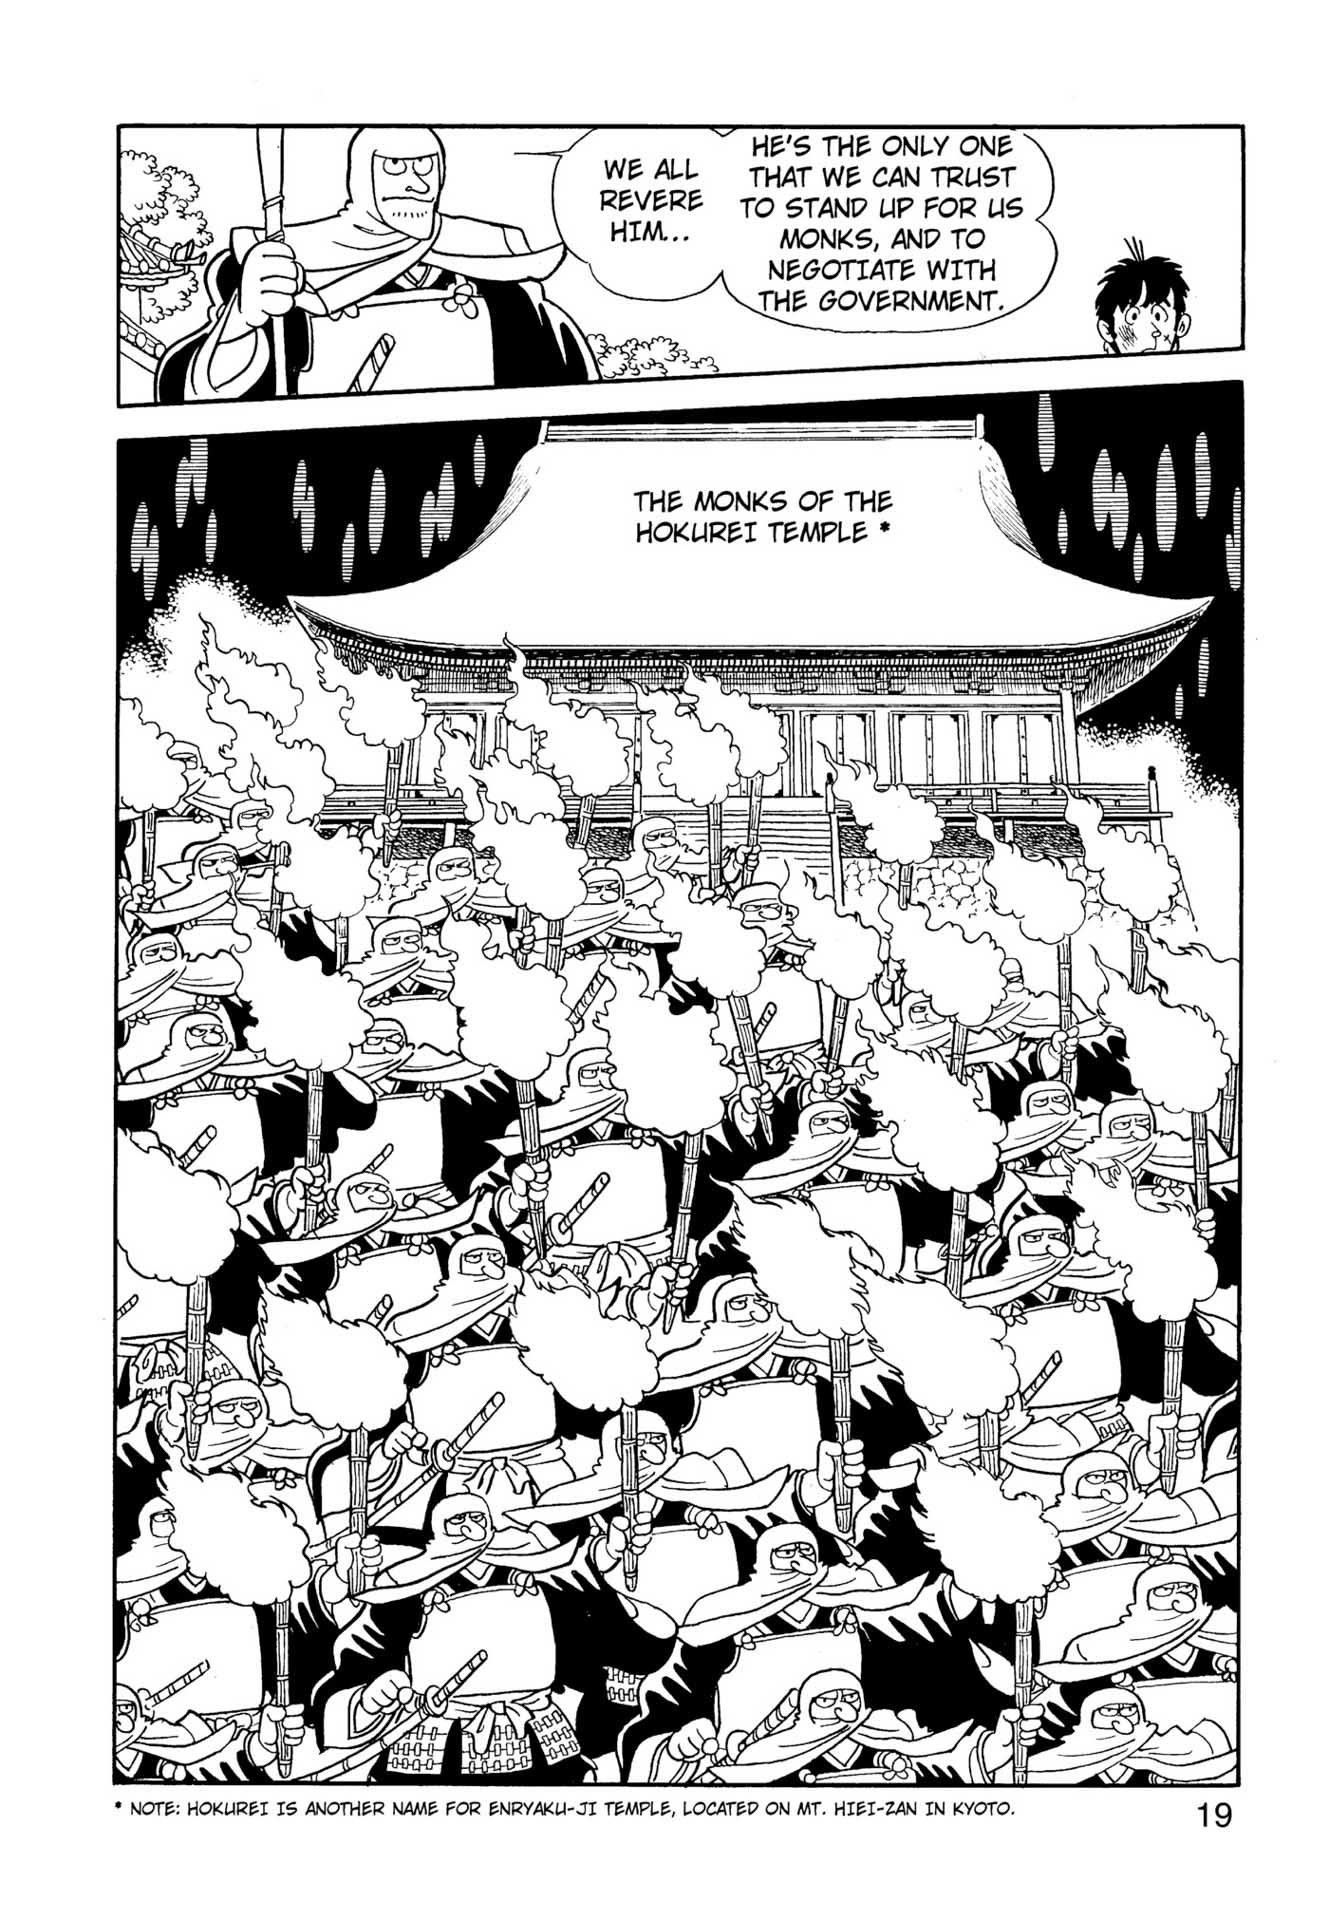 WE ALL
REVERE
HIM...
HE'S THE ONLY ONE
THAT WE CAN TRUST
TO STAND UP FOR US
MONKS, AND TO
NEGOTIATE WITH
THE GOVERNMENT.
THE MONKS OF THE
HOKUREI TEMPLE *
* NOTE: HOKUREI IS ANOTHER NAME FOR ENRYAKU-JI TEMPLE, LOCATED ON MT. HIEI-ZAN IN KYOTO.
19